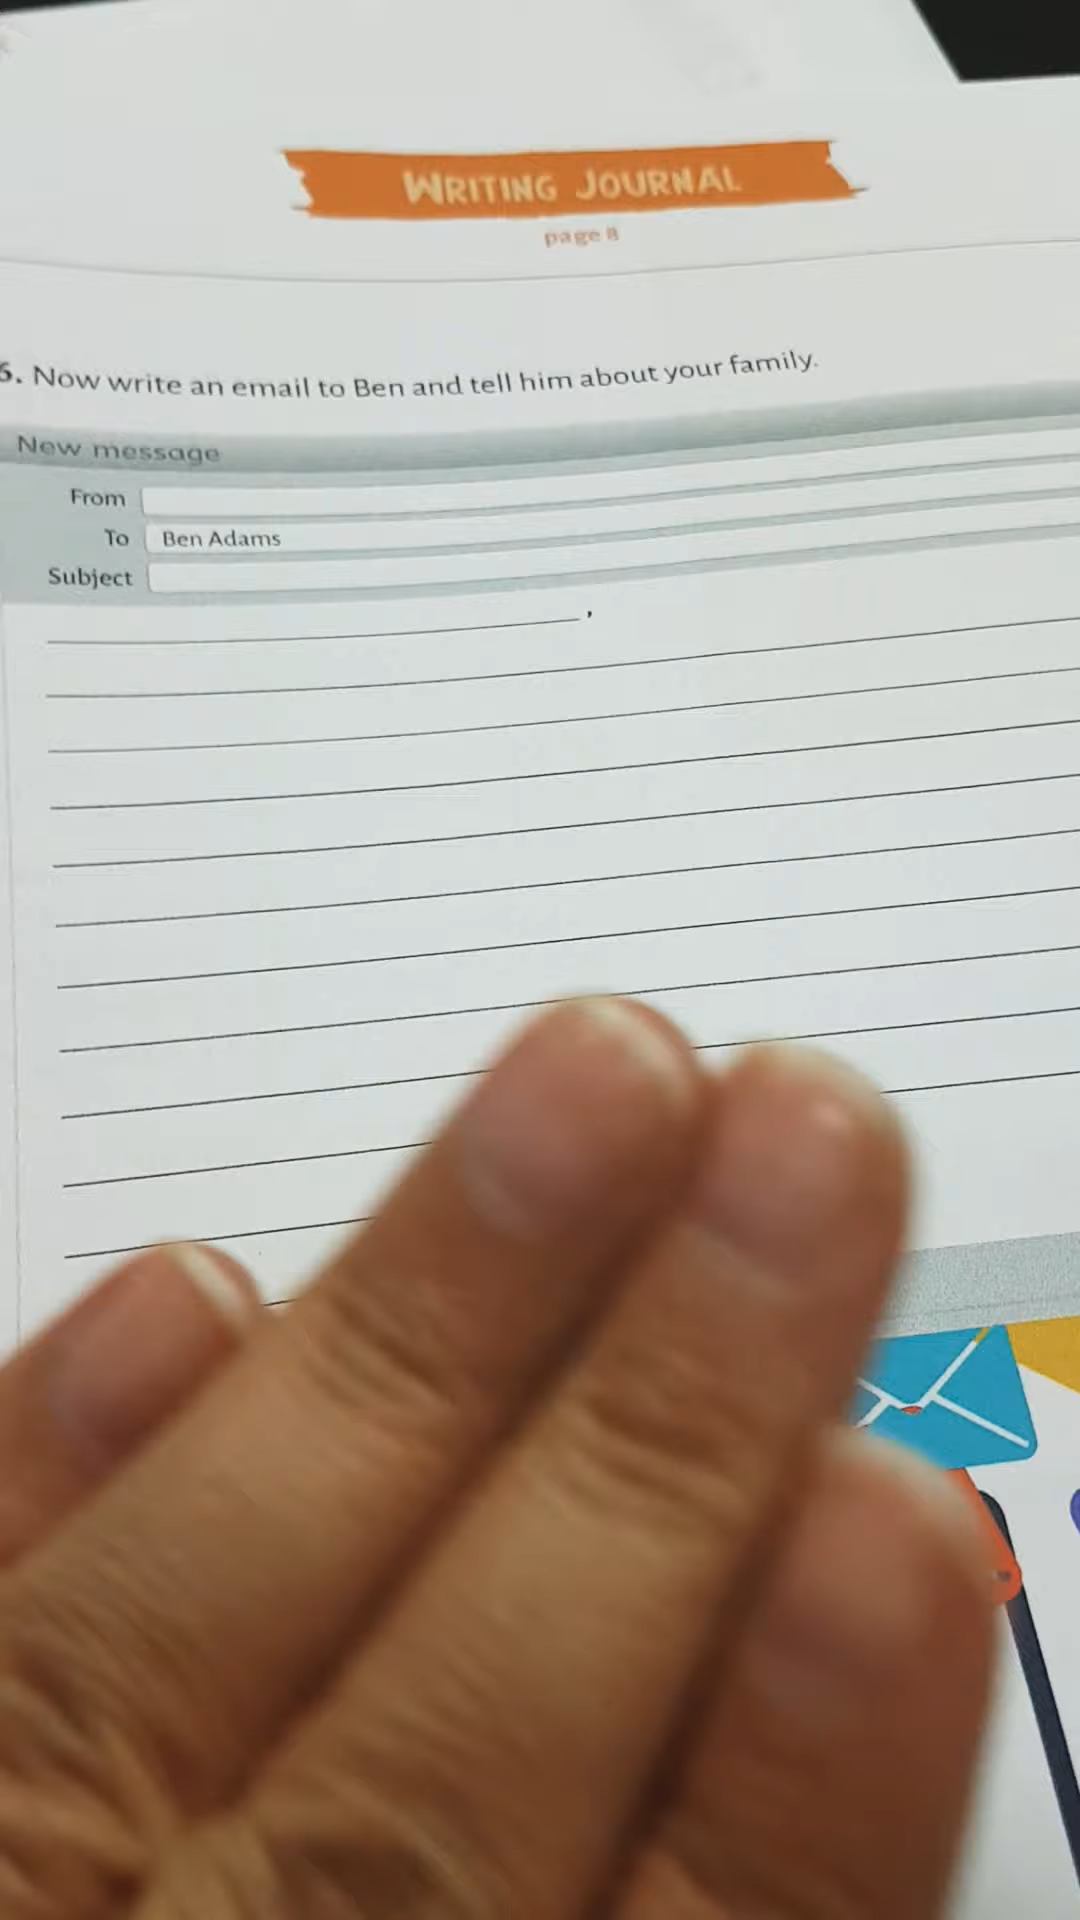 WRITING JOURNAL
page 8
6. Now write an email to Ben and tell him about your family.
New message
From
To Ben Adams
Subject
,